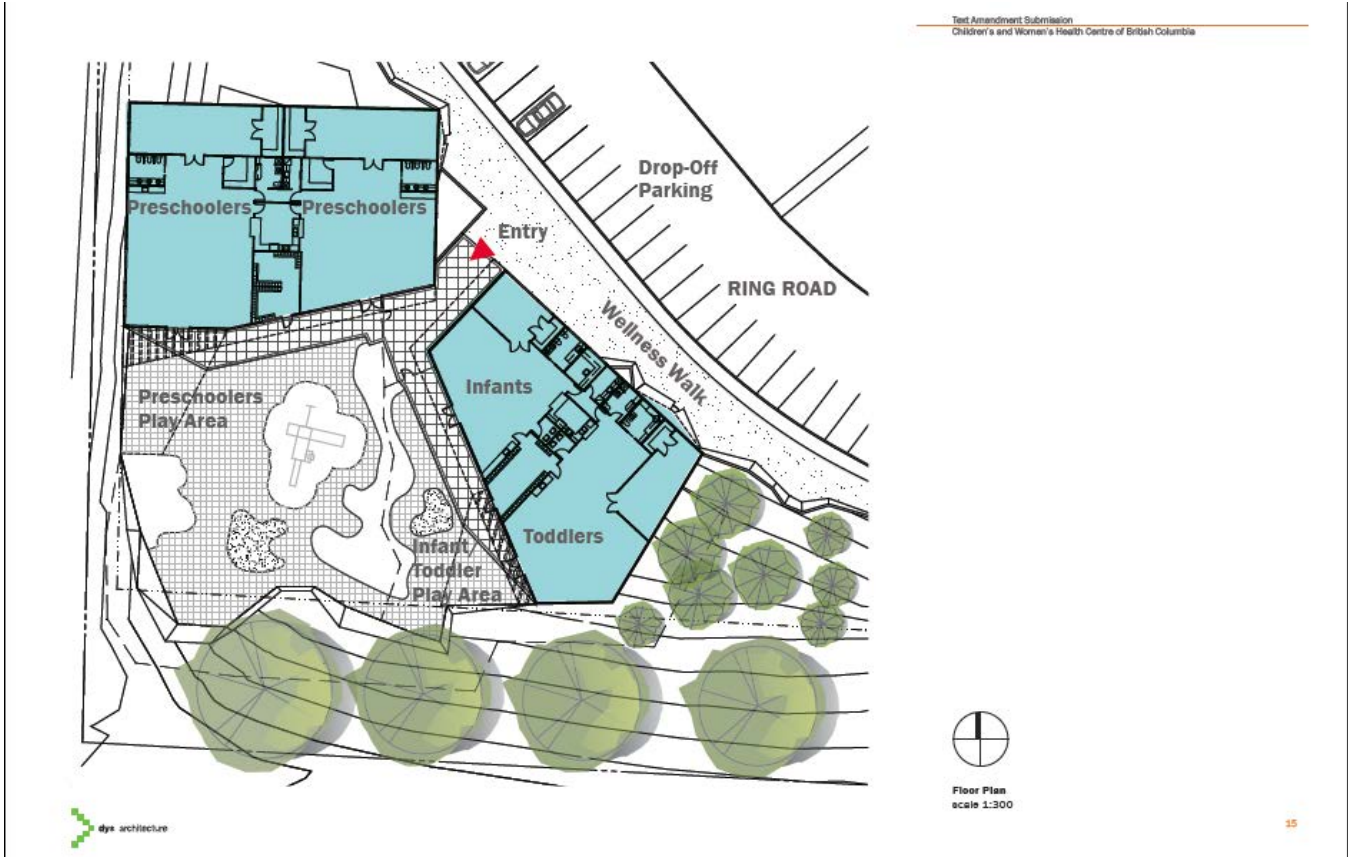 Text Amendment Submission
Children's and Women's Health Centre of British Columbia
Drop-Off
Parking
Preschoolers
Preschoolers
Entry
RING ROAD
Wellness Walk
Infants
Preschoolers
Play Area
Toddlers
Infant
Toddler
Play Area
Floor Plan
scale 1:300
dys architecture
15